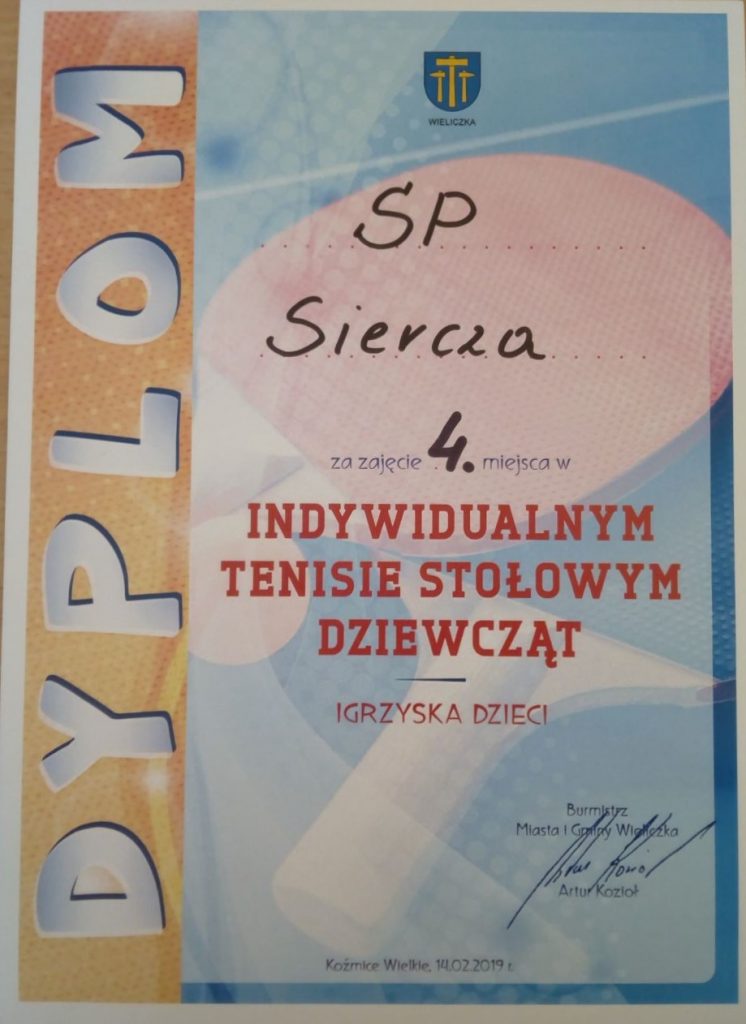 DYPLOM
WIELICZKA
SP
Siercza
za zajęcie 4. miejsca w
INDYWIDUALNYM
TENISIE STOŁOWYM
DZIEWCZĄT
IGRZYSKA DZIECI
Burmistrz
Miasta i Gminy Wieliczka
Artur Kozioł
Koźmice Wielkie, 14.02.2019 r.